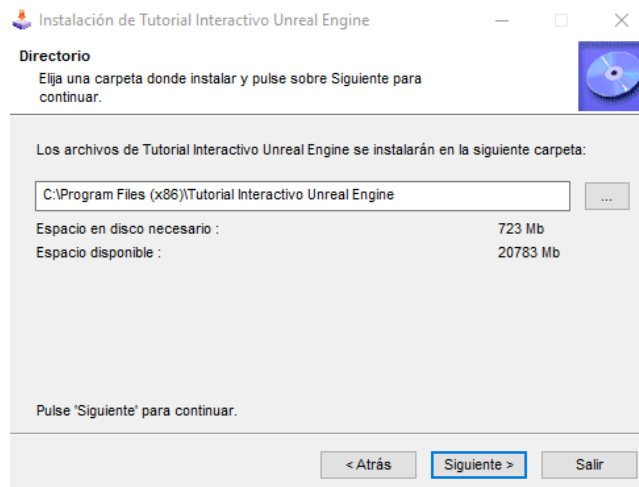 Instalación de Tutorial Interactivo Unreal Engine
Directorio
Elija una carpeta donde instalar y pulse sobre Siguiente para
continuar.
Los archivos de Tutorial Interactivo Unreal Engine se instalarán en la siguiente carpeta:
C:\Program Files (x86)\Tutorial Interactivo Unreal Engine
...
Espacio en disco necesario : 723 Mb
Espacio disponible : 20783 Mb
Pulse 'Siguiente' para continuar.
< Atrás Siguiente > Salir